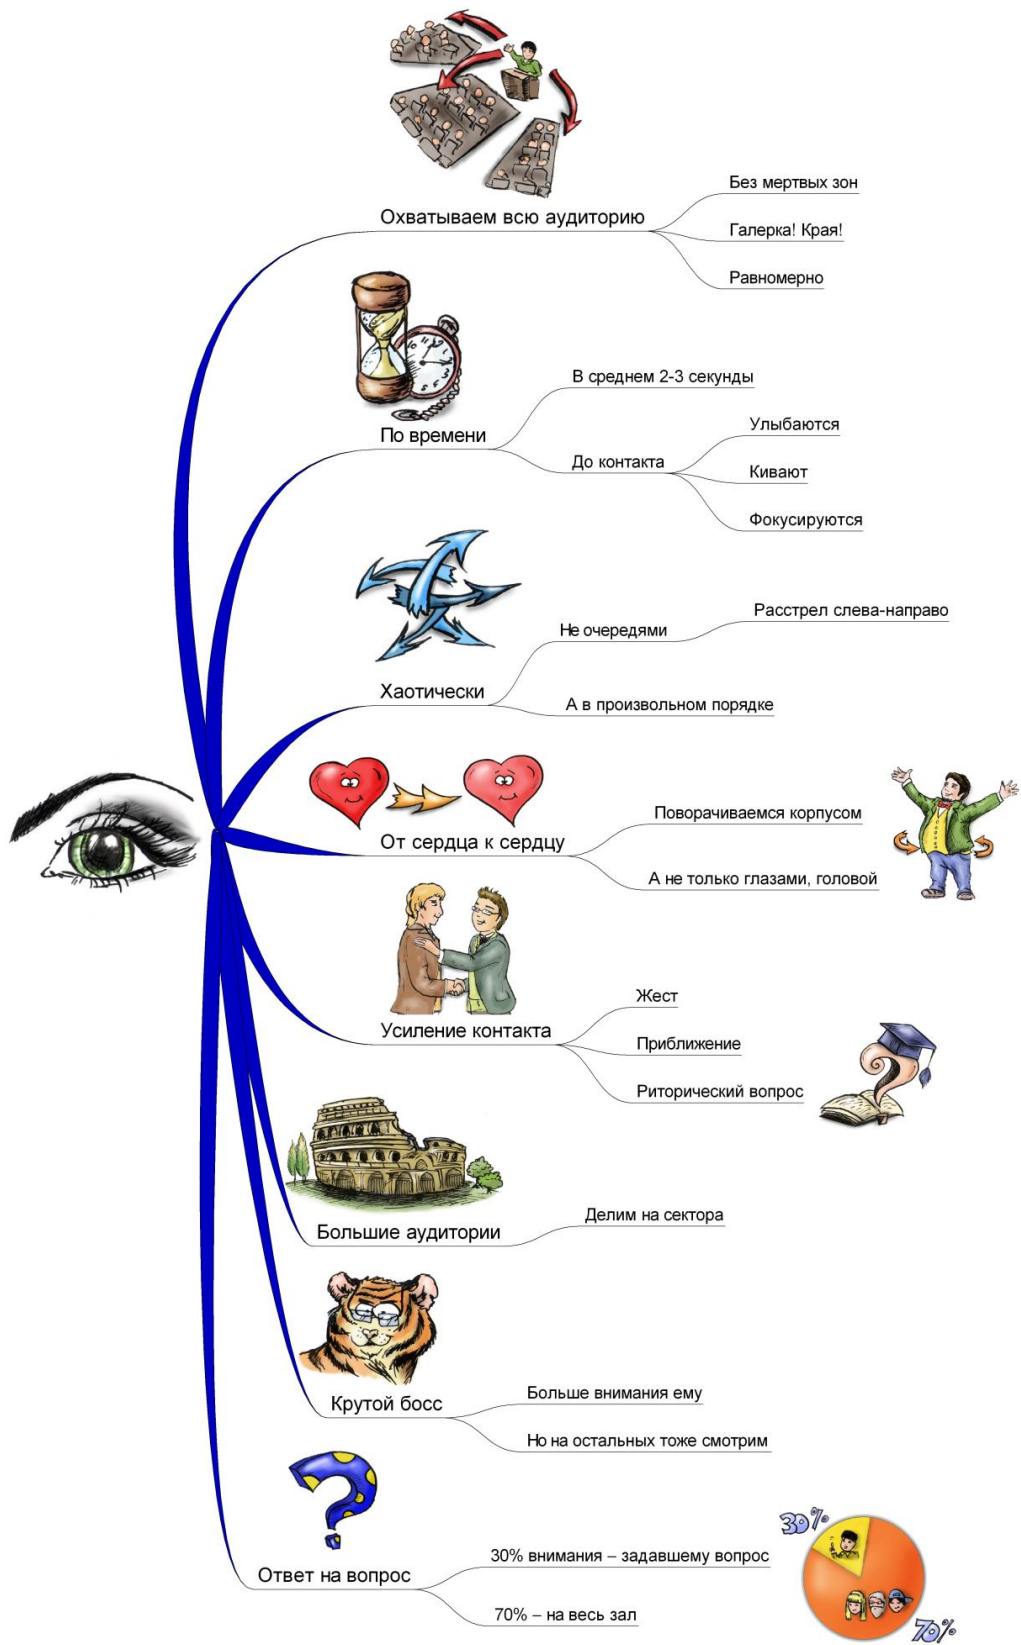 Охватываем всю аудиторию
Без мертвых зон
Галерка! Края!
Равномерно
По времени
В среднем 2-3 секунды
До контакта
Улыбаются
Кивают
Фокусируются
Хаотически
Не очередями
Расстрел слева-направо
А в произвольном порядке
От сердца к сердцу
Поворачиваемся корпусом
А не только глазами, головой
Усиление контакта
Жест
Приближение
Риторический вопрос
Большие аудитории
Делим на сектора
Крутой босс
Больше внимания ему
Но на остальных тоже смотрим
Ответ на вопрос
30% внимания – задавшему вопрос
70% – на весь зал
30%
70%